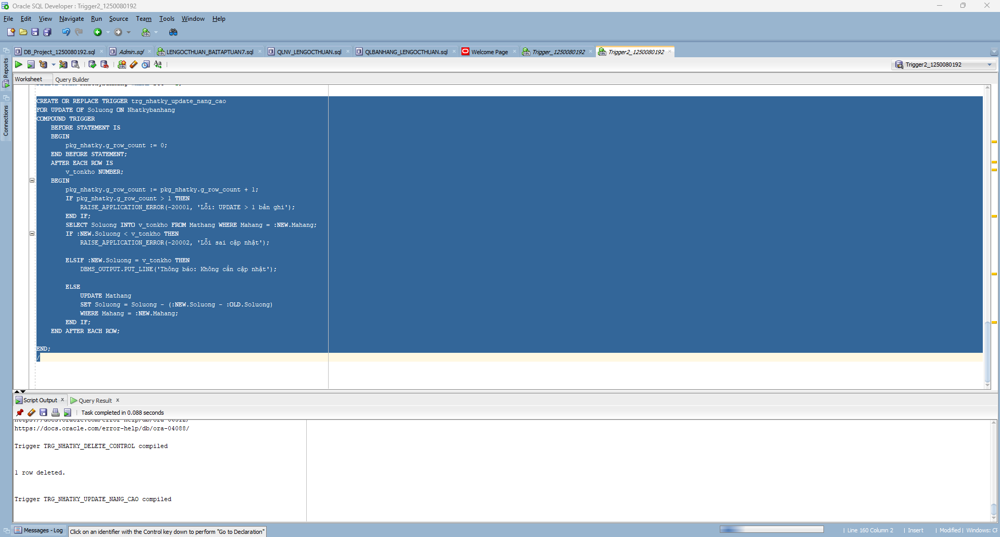 Oracle SQL Developer : Trigger2_1250080192
File Edit View Navigate Run Source Team Tools Window Help
DB_Project_1250080192.sql
Admin.sql
LENGOCTHUAN_BAITAPTUAN7.sql
QLNV_LENGOCTHUAN.sql
QLBANHANG_LENGOCTHUAN.sql
Welcome Page
Trigger_1250080192
Trigger2_1250080192
Reports
Connections
Trigger2_1250080192
Worksheet
Query Builder
CREATE OR REPLACE TRIGGER trg_nhatky_update_nang_cao
FOR UPDATE OF Soluong ON Nhatkybanhang
COMPOUND TRIGGER
BEFORE STATEMENT IS
BEGIN
pkg_nhatky.g_row_count := 0;
END BEFORE STATEMENT;
AFTER EACH ROW IS
v_tonkho NUMBER;
BEGIN
pkg_nhatky.g_row_count := pkg_nhatky.g_row_count + 1;
IF pkg_nhatky.g_row_count > 1 THEN
RAISE_APPLICATION_ERROR(-20001, 'Lỗi: UPDATE > 1 bản ghi');
END IF;
SELECT Soluong INTO v_tonkho FROM Mathang WHERE Mahang = :NEW.Mahang;
IF :NEW.Soluong < v_tonkho THEN
RAISE_APPLICATION_ERROR(-20002, 'Lỗi sai cập nhật');
ELSIF :NEW.Soluong = v_tonkho THEN
DBMS_OUTPUT.PUT_LINE('Thông báo: Không cần cập nhật');
ELSE
UPDATE Mathang
SET Soluong = Soluong - (:NEW.Soluong - :OLD.Soluong)
WHERE Mahang = :NEW.Mahang;
END IF;
END AFTER EACH ROW;
END;
/
Script Output
Query Result
Task completed in 0.088 seconds
https://docs.oracle.com/error-help/db/ora-04088/
Trigger TRG_NHATKY_DELETE_CONTROL compiled
1 row deleted.
Trigger TRG_NHATKY_UPDATE_NANG_CAO compiled
Messages - Log
Click on an identifier with the Control key down to perform "Go to Declaration"
Line 160 Column 2
Insert
Modified
Windows: CF